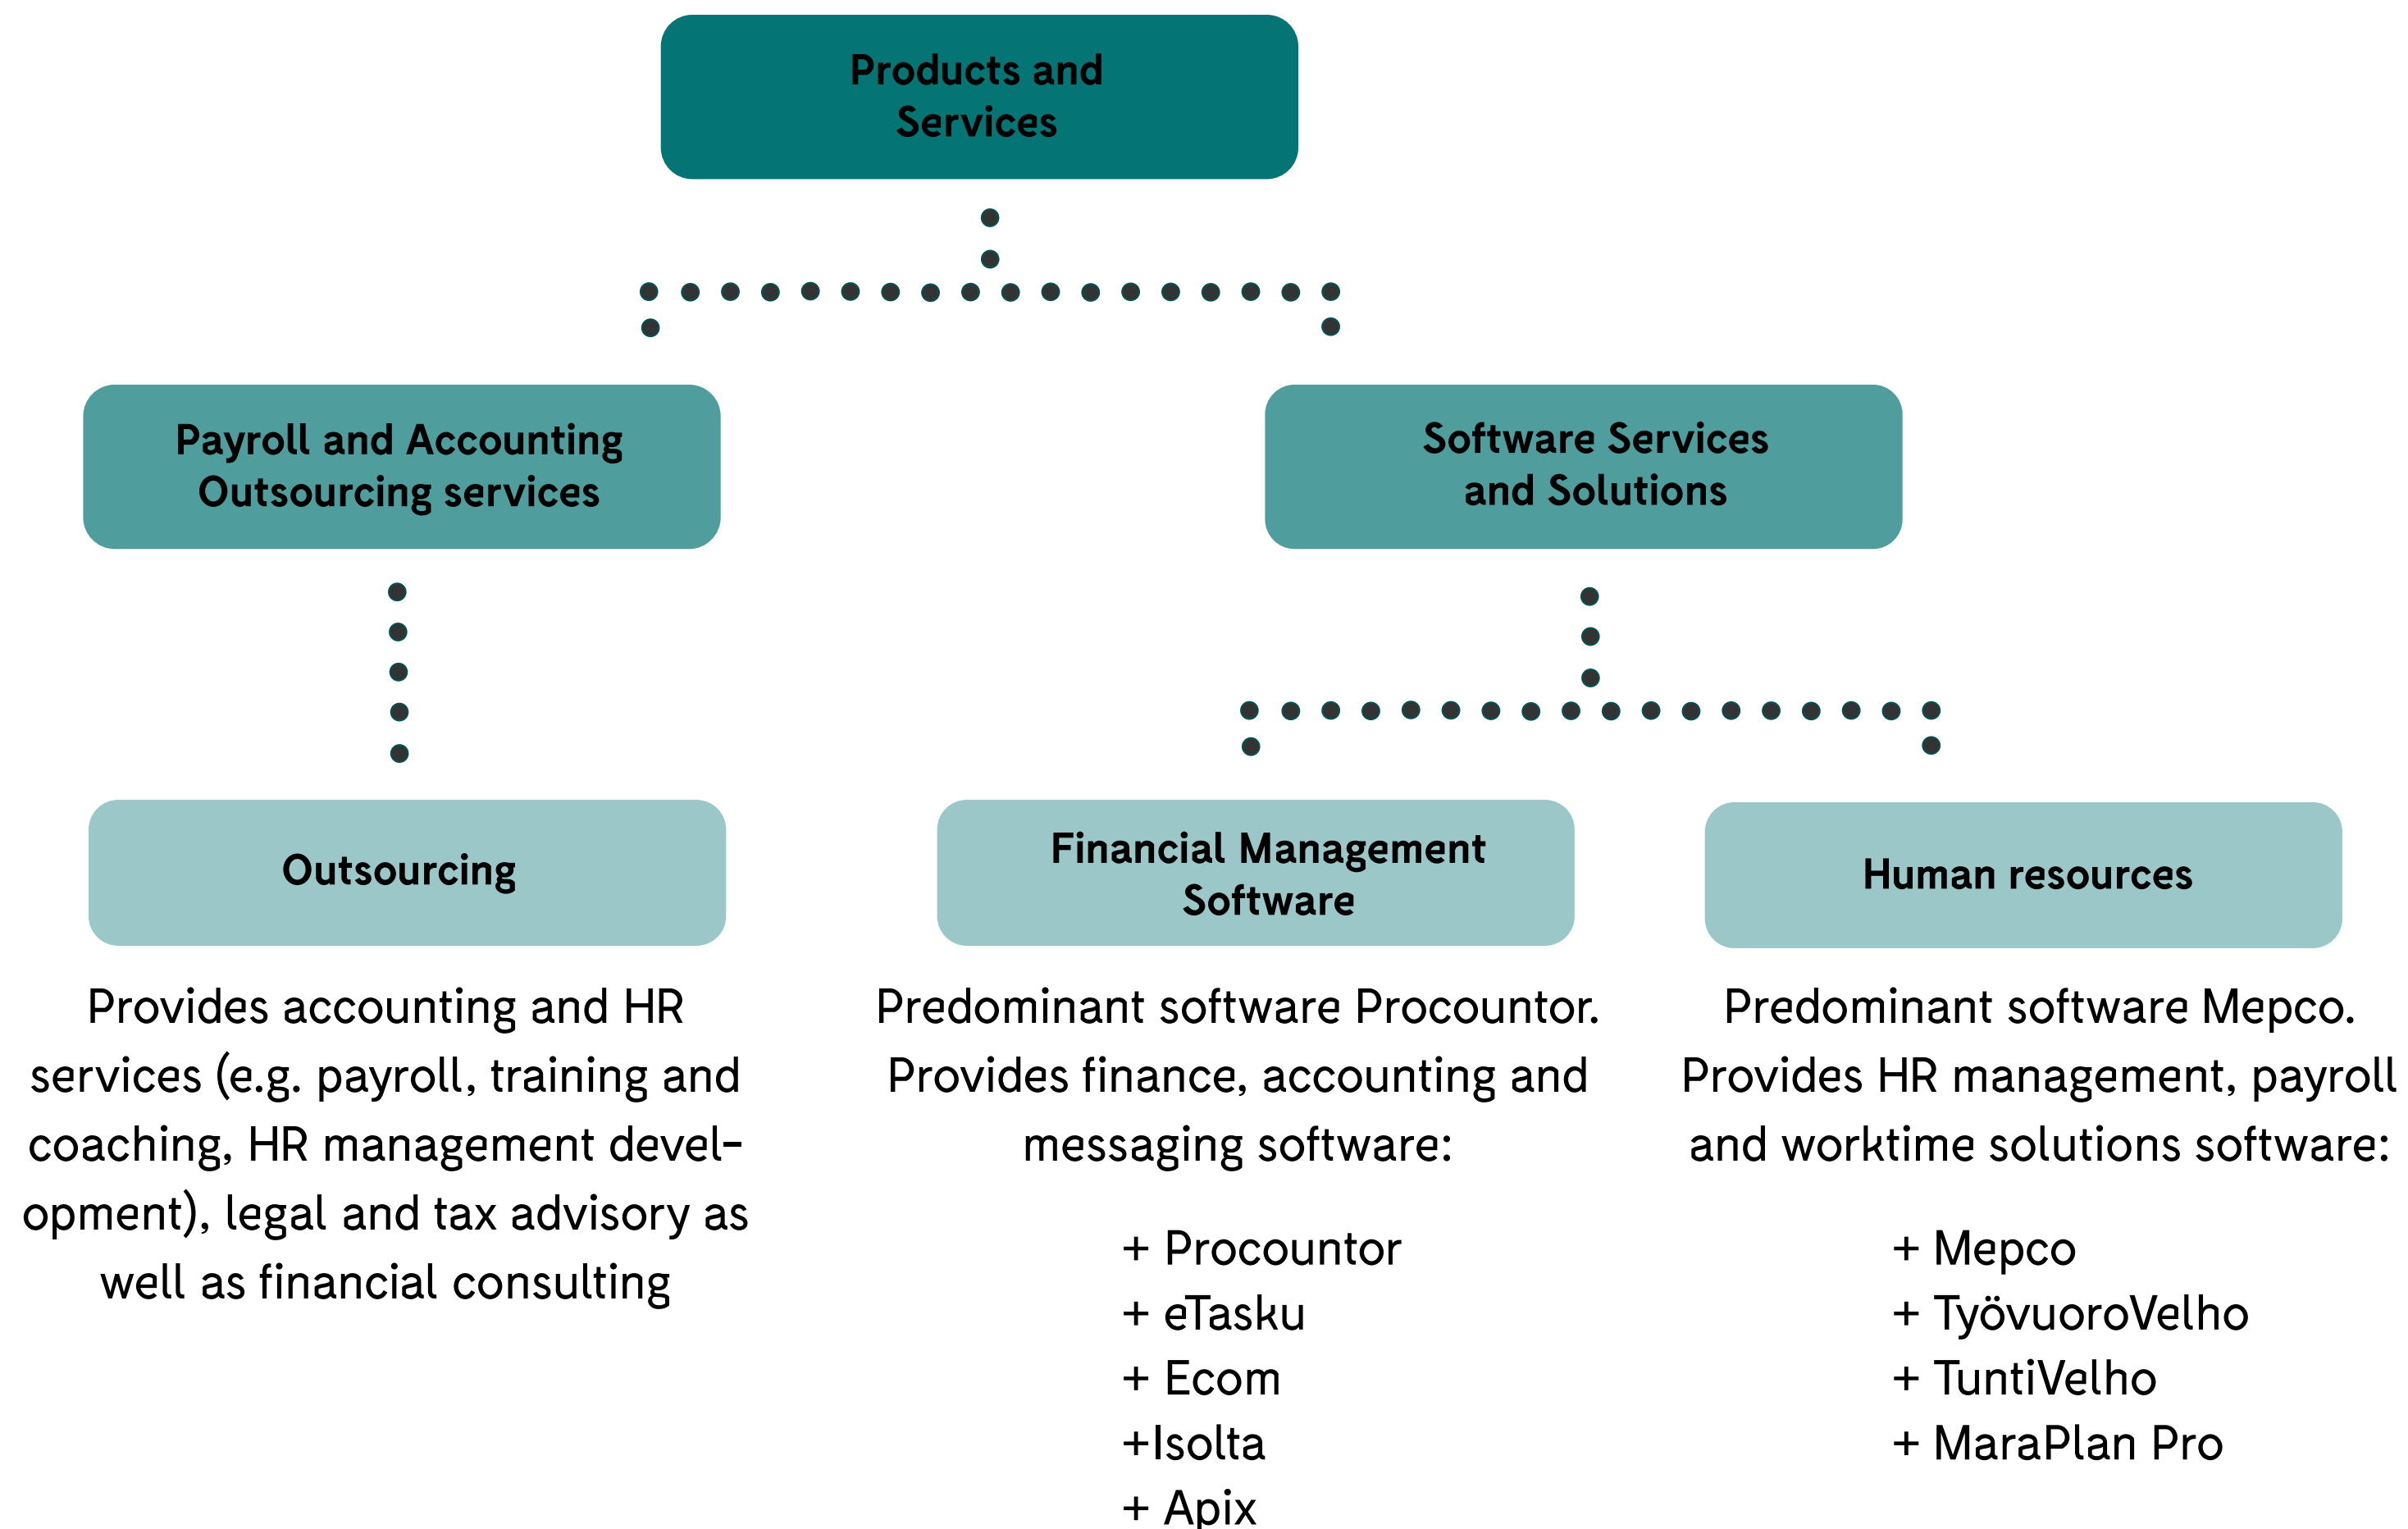 Products and
Services
Payroll and Accounting
Outsourcing services
Software Services
and Solutions
Outsourcing
Provides accounting and HR
services (e.g. payroll, training and
coaching, HR management devel-
opment), legal and tax advisory as
well as financial consulting
Financial Management
Software
Predominant software Procountor.
Provides finance, accounting and
messaging software:
+ Procountor
+ eTasku
+ Ecom
+Isolta
+ Apix
Human resources
Predominant software Mepco.
Provides HR management, payroll
and worktime solutions software:
+ Mepco
+ TyövuoroVelho
+ TuntiVelho
+ MaraPlan Pro